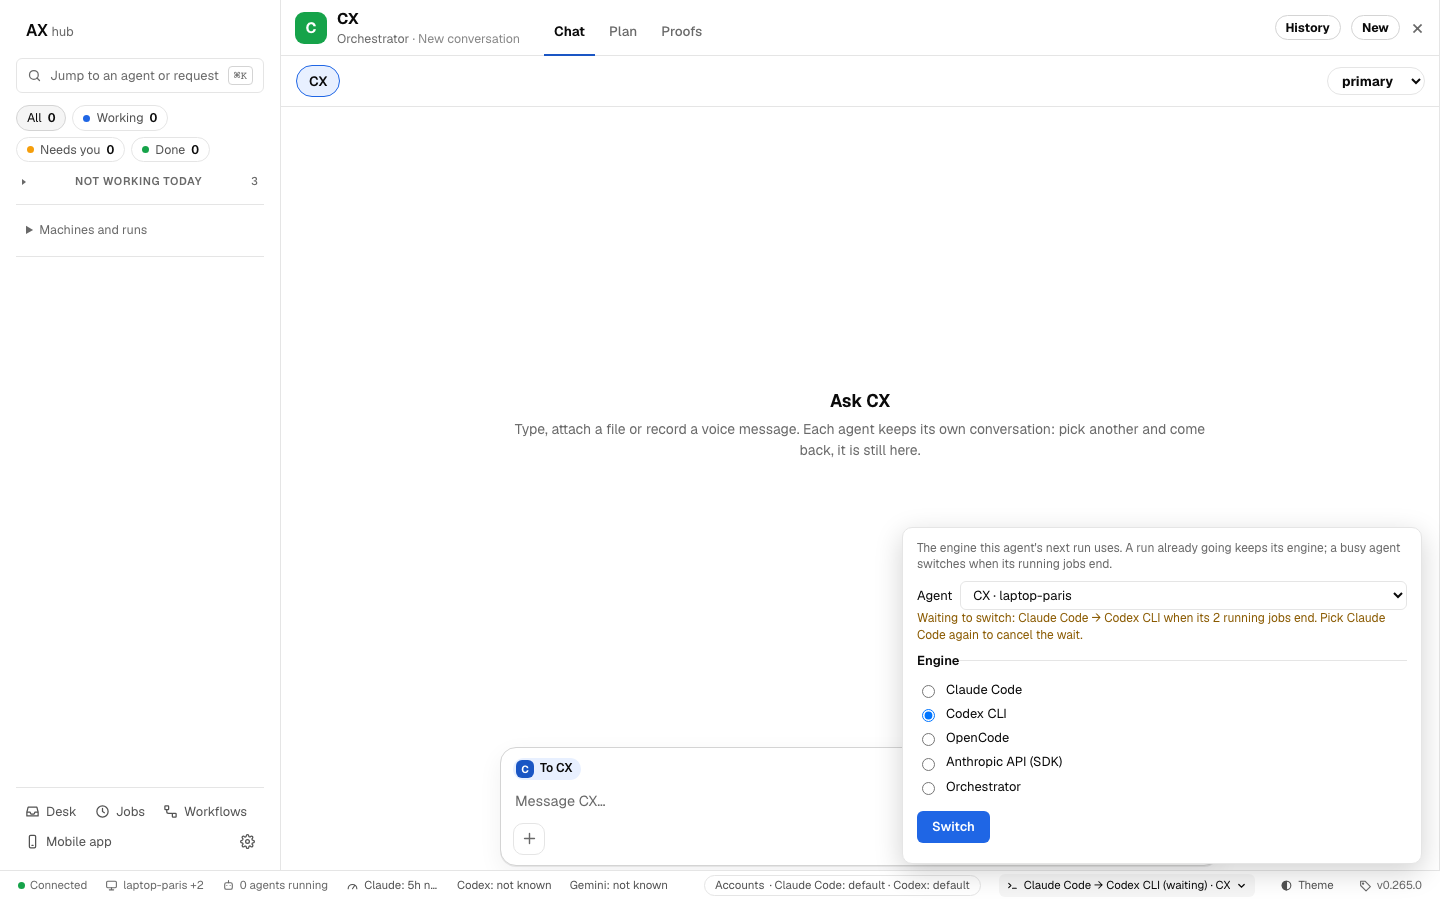 AX hub
Jump to an agent or request ⌘K
All 0
Working 0
Needs you 0
Done 0
NOT WORKING TODAY 3
Machines and runs
Desk
Jobs
Workflows
Mobile app
C
CX
Orchestrator · New conversation
Chat
Plan
Proofs
History
New
CX
primary
Ask CX
Type, attach a file or record a voice message. Each agent keeps its own conversation: pick another and come
back, it is still here.
C To CX
Message CX…
The engine this agent's next run uses. A run already going keeps its engine; a busy agent
switches when its running jobs end.
Agent CX · laptop-paris
Waiting to switch: Claude Code → Codex CLI when its 2 running jobs end. Pick Claude
Code again to cancel the wait.
Engine
Claude Code
Codex CLI
OpenCode
Anthropic API (SDK)
Orchestrator
Switch
Connected
laptop-paris +2
0 agents running
Claude: 5h n…
Codex: not known
Gemini: not known
Accounts · Claude Code: default · Codex: default
Claude Code → Codex CLI (waiting) · CX
Theme
v0.265.0